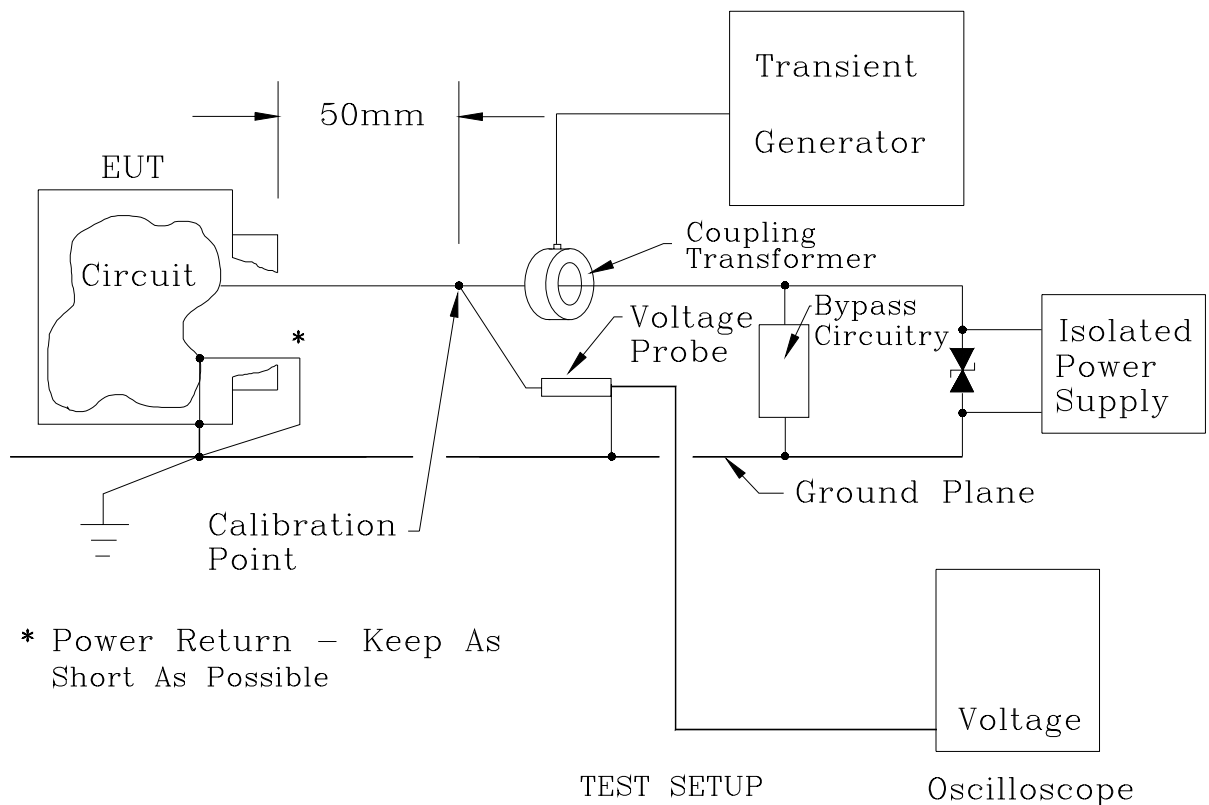 Transient
Generator
50mm
EUT
Circuit
Coupling
Transformer
Voltage
Probe
Bypass
Circuitry
Isolated
Power
Supply
*
Ground Plane
Calibration
Point
* Power Return – Keep As
Short As Possible
Voltage
TEST SETUP
Oscilloscope